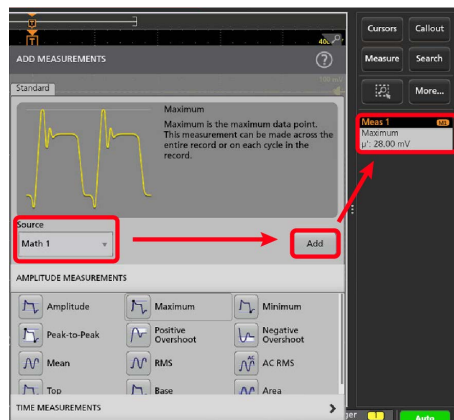 T
T
40
Cursors
Callout
ADD MEASUREMENTS
?
Measure
Search
Standard
More...
Maximum
Maximum is the maximum data point.
This measurement can be made across the
entire record or on each cycle in the
record.
Meas 1
M1
Maximum
µ': 28.00 mV
Source
Math 1
Add
AMPLITUDE MEASUREMENTS
Amplitude
Maximum
Minimum
Peak-to-Peak
Positive
Overshoot
Negative
Overshoot
Mean
RMS
AC
AC RMS
Top
Base
Area
TIME MEASUREMENTS
Auto